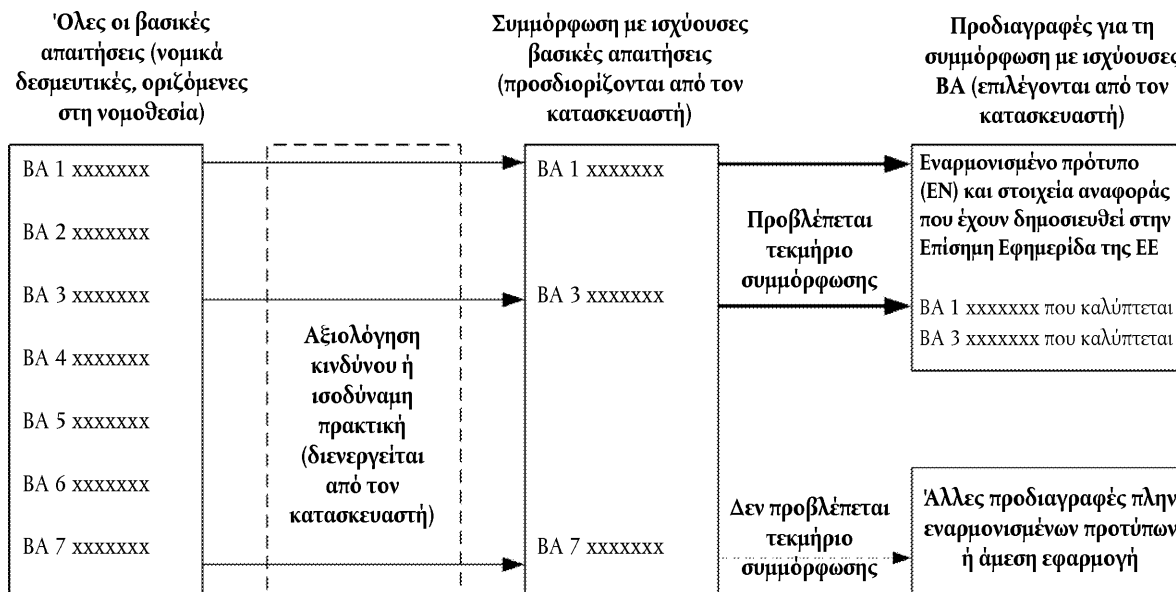 Όλες οι βασικές
απαιτήσεις (νομικά
δεσμευτικές, οριζόμενες
στη νομοθεσία)
ΒΑ 1 xxxxxxx
ΒΑ 2 xxxxxxx
ΒΑ 3 xxxxxxx
ΒΑ 4 xxxxxxx
ΒΑ 5 xxxxxxx
ΒΑ 6 xxxxxxx
ΒΑ 7 xxxxxxx
Αξιολόγηση
κινδύνου ή
ισοδύναμη
πρακτική
(διενεργείται
από τον
κατασκευαστή)
Συμμόρφωση με ισχύουσες
βασικές απαιτήσεις
(προσδιορίζονται από τον
κατασκευαστή)
ΒΑ 1 xxxxxxx
ΒΑ 3 xxxxxxx
ΒΑ 7 xxxxxxx
Προβλέπεται
τεκμήριο
συμμόρφωσης
Δεν προβλέπεται
τεκμήριο
συμμόρφωσης
Προδιαγραφές για τη
συμμόρφωση με ισχύουσες
ΒΑ (επιλέγονται από τον
κατασκευαστή)
Εναρμονισμένο πρότυπο
(ΕΝ) και στοιχεία αναφοράς
που έχουν δημοσιευθεί στην
Επίσημη Εφημερίδα της ΕΕ
ΒΑ 1 xxxxxxx που καλύπτεται
ΒΑ 3 xxxxxxx που καλύπτεται
Άλλες προδιαγραφές πλην
εναρμονισμένων προτύπων
ή άμεση εφαρμογή